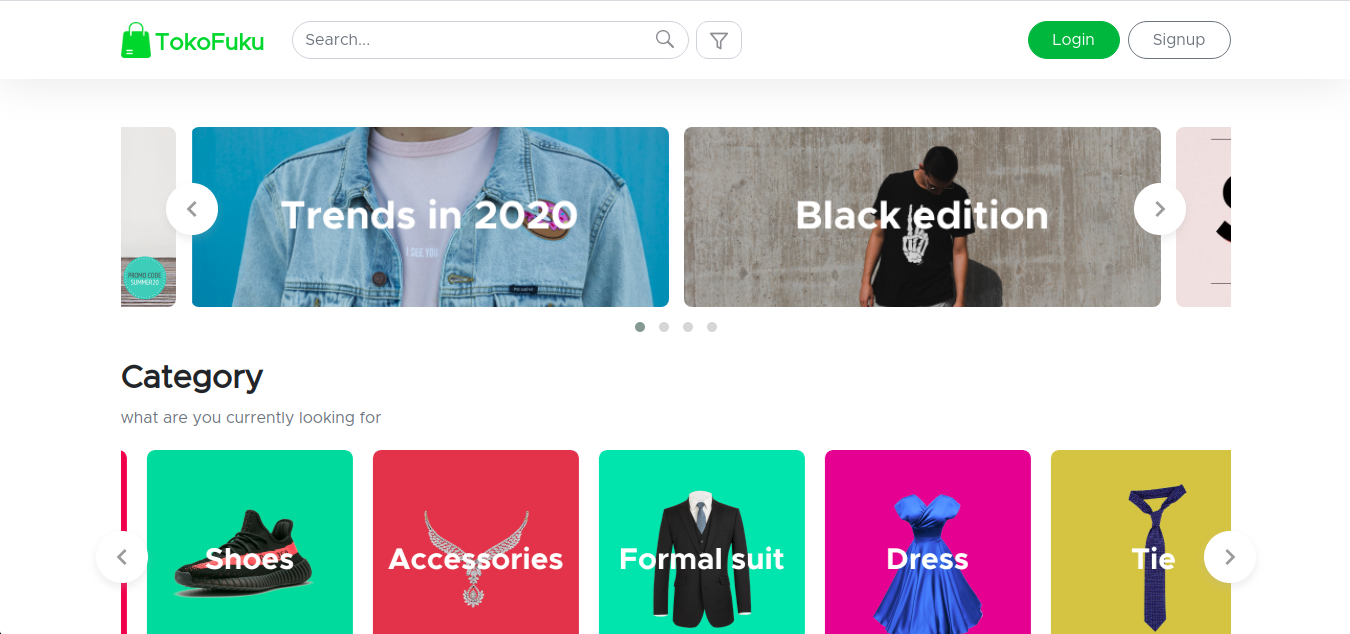 TokoFuku
Search...
Login
Signup
Trends in 2020
I SEE YOU
PROMO CODE
SUMMER20
Black edition
Category
what are you currently looking for
Shoes
Accessories
Formal suit
Dress
Tie